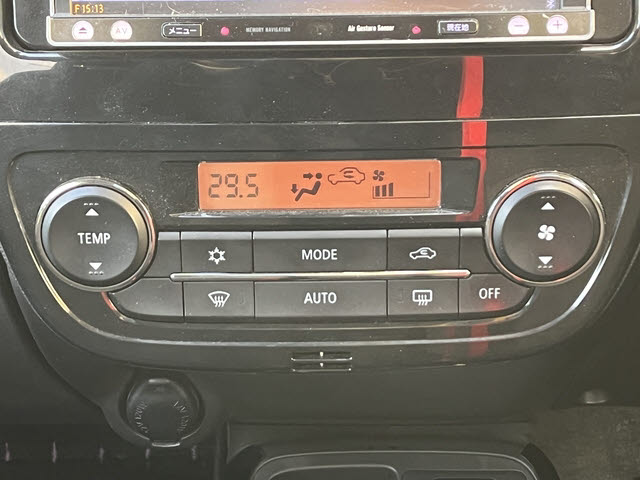 F 15:13
AV メニュー MEMORY NAVIGATION Air Gesture Sensor 現在地
29.5
TEMP
MODE
AUTO
OFF